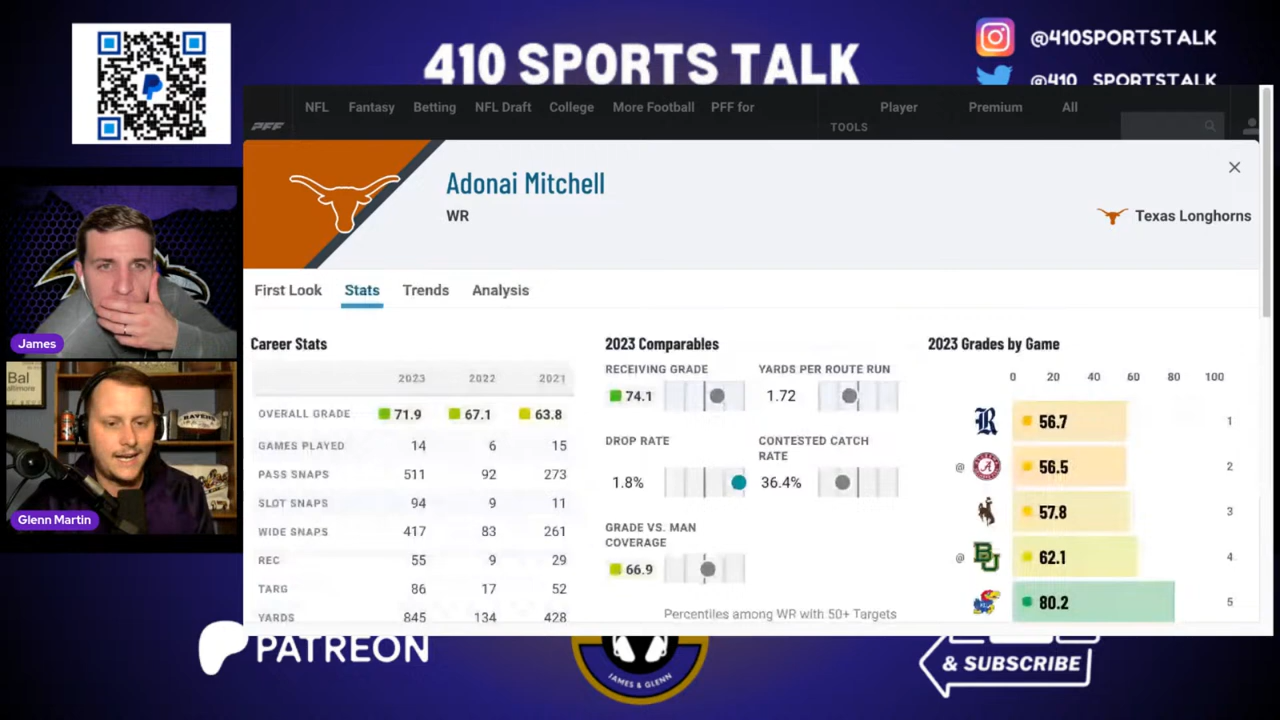 410 SPORTS TALK
@410SPORTSTALK
@410_SPORTSTALK
NFL Fantasy Betting NFL Draft College More Football PFF for Player Premium All
PFF
TOOLS
Adonai Mitchell
WR
Texas Longhorns
First Look Stats Trends Analysis
Career Stats
2023 2022 2021
OVERALL GRADE 71.9 67.1 63.8
GAMES PLAYED 14 6 15
PASS SNAPS 511 92 273
SLOT SNAPS 94 9 11
WIDE SNAPS 417 83 261
REC 55 9 29
TARG 86 17 52
YARDS 845 134 428
2023 Comparables
RECEIVING GRADE YARDS PER ROUTE RUN
74.1 1.72
DROP RATE CONTESTED CATCH
RATE
1.8% 36.4%
GRADE VS. MAN
COVERAGE
66.9
Percentiles among WR with 50+ Targets
2023 Grades by Game
0 20 40 60 80 100
R 56.7 1
@ A 56.5 2
57.8 3
@ BU 62.1 4
80.2 5
James
Bal
altimore
RAVENS
Glenn Martin
PATREON
JAMES & GLENN
& SUBSCRIBE